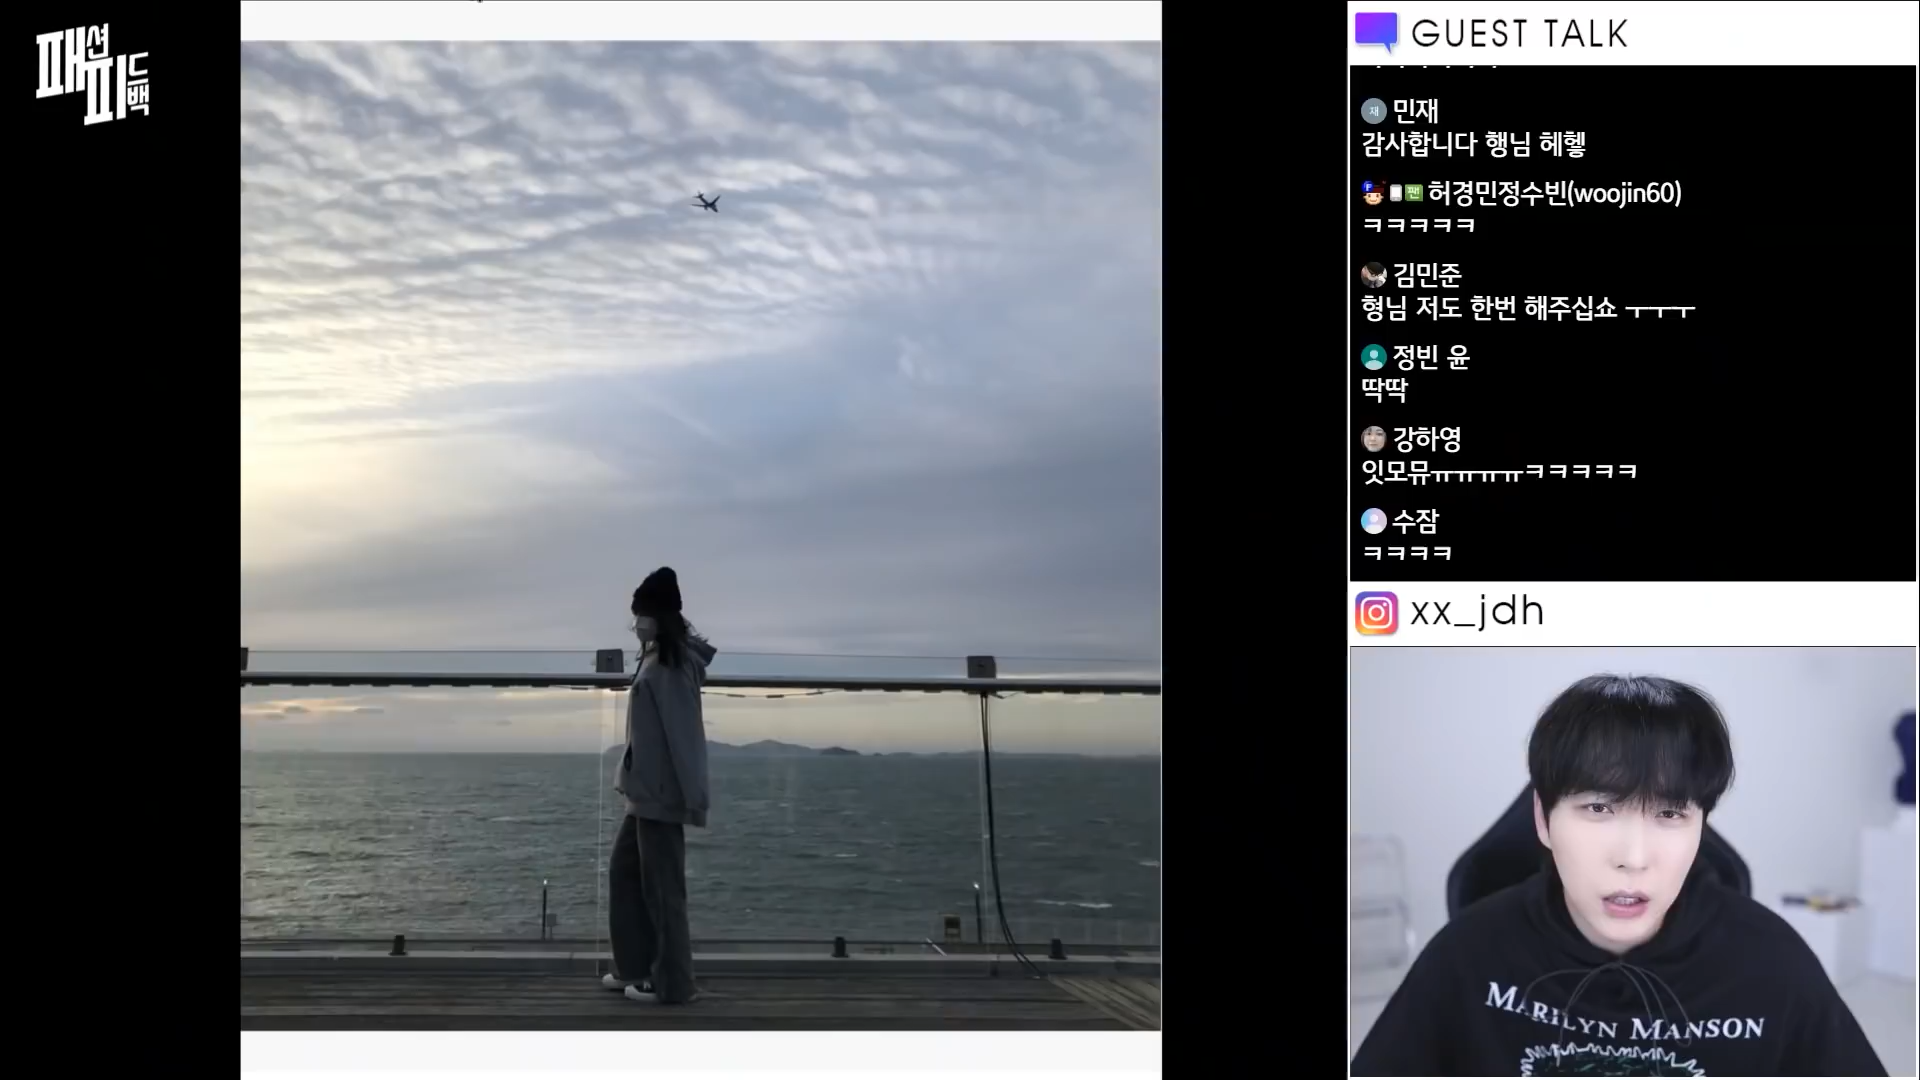 패션
피드백
GUEST TALK
재 민재
감사합니다 행님 헤헿
F 팬 허경민정수빈(woojin60)
ㅋㅋㅋㅋㅋ
김민준
형님 저도 한번 해주십쇼 ㅜㅜㅜ
정빈 윤
딱딱
강하영
잇모뮤ㅠㅠㅠㅠㅋㅋㅋㅋㅋ
수잠
ㅋㅋㅋㅋ
xx_jdh
MARILYN MANSON